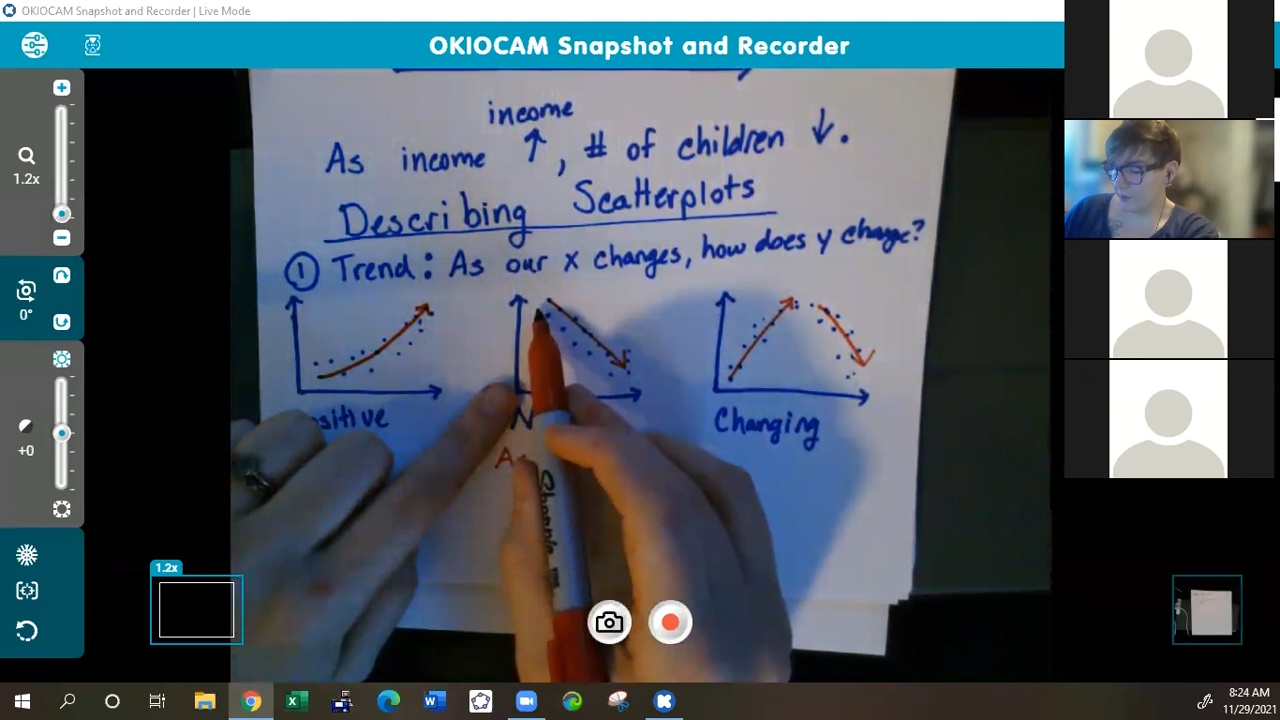 OKIOCAM Snapshot and Recorder | Live Mode
OKIOCAM Snapshot and Recorder
1.2x
0°
+0
income
As income ↑, # of children ↓.
Describing Scatterplots
① Trend: As our x changes, how does y change?
sitive
N
Changing
A
Sharpie
1.2x
8:24 AM
11/29/2021